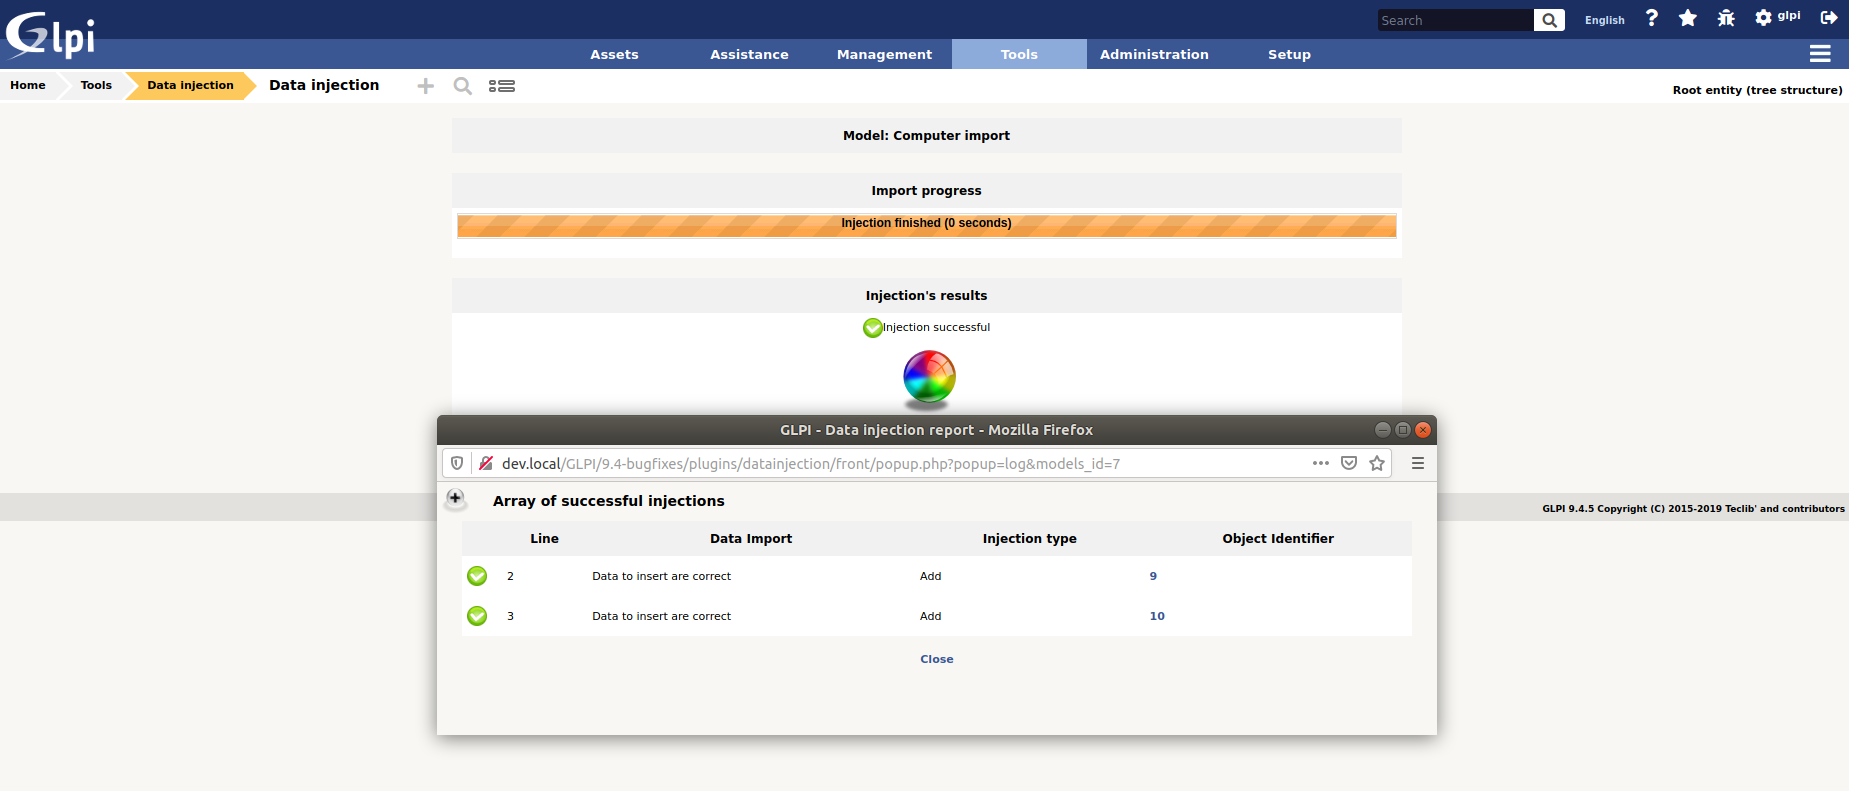 Glpi
Search
English
glpi
Assets Assistance Management Tools Administration Setup
Home Tools Data injection Data injection
Root entity (tree structure)
Model: Computer import
Import progress
Injection finished (0 seconds)
Injection's results
Injection successful
GLPI - Data injection report - Mozilla Firefox
dev.local/GLPI/9.4-bugfixes/plugins/datainjection/front/popup.php?popup=log&models_id=7
Array of successful injections
GLPI 9.4.5 Copyright (C) 2015-2019 Teclib' and contributors
Line Data Import Injection type Object Identifier
2 Data to insert are correct Add 9
3 Data to insert are correct Add 10
Close